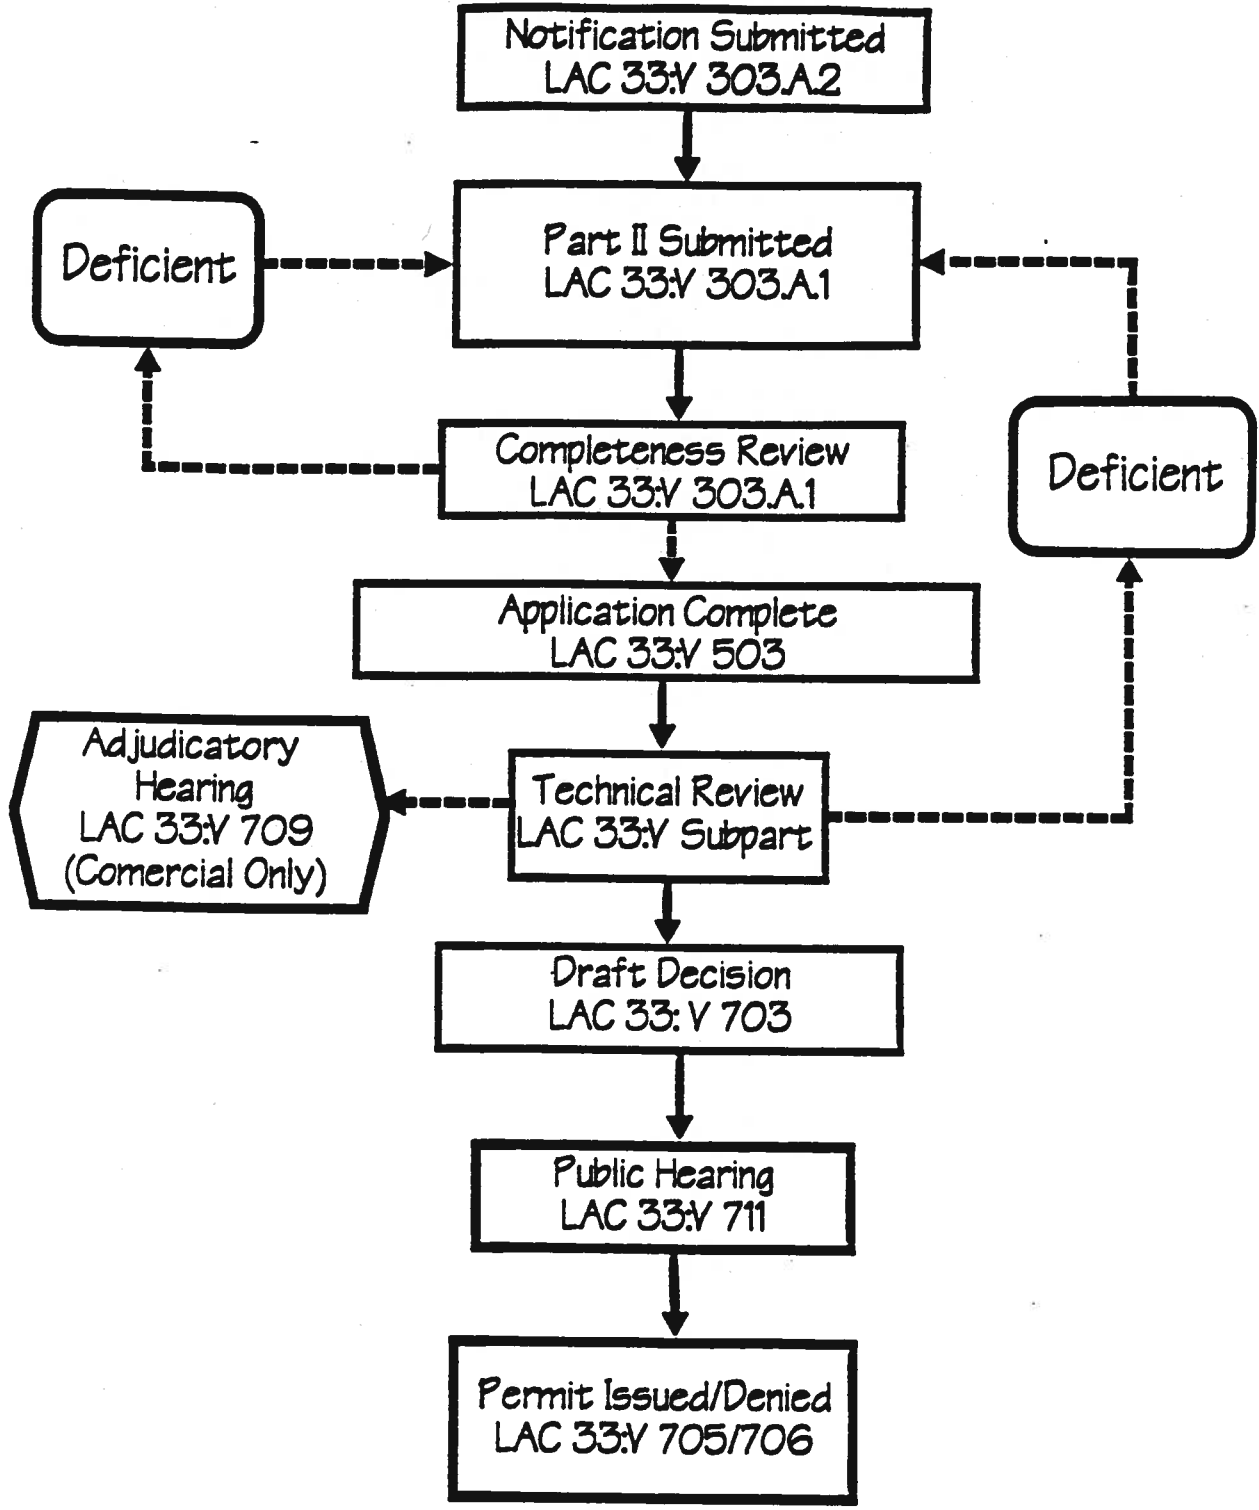 Notification Submitted
LAC 33:V 303.A.2
Deficient
Part II Submitted
LAC 33:V 303.A.1
Completeness Review
LAC 33:V 303.A.1
Deficient
Application Complete
LAC 33:V 503
Adjudicatory
Hearing
LAC 33:V 709
(Comercial Only)
Technical Review
LAC 33:V Subpart
Draft Decision
LAC 33: V 703
Public Hearing
LAC 33:V 711
Permit Issued/Denied
LAC 33:V 705/706